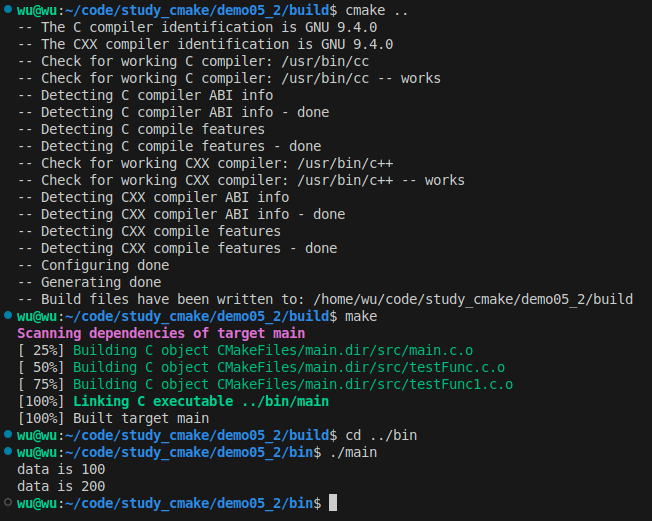 wu@wu:~/code/study_cmake/demo05_2/build$ cmake ..
-- The C compiler identification is GNU 9.4.0
-- The CXX compiler identification is GNU 9.4.0
-- Check for working C compiler: /usr/bin/cc
-- Check for working C compiler: /usr/bin/cc -- works
-- Detecting C compiler ABI info
-- Detecting C compiler ABI info - done
-- Detecting C compile features
-- Detecting C compile features - done
-- Check for working CXX compiler: /usr/bin/c++
-- Check for working CXX compiler: /usr/bin/c++ -- works
-- Detecting CXX compiler ABI info
-- Detecting CXX compiler ABI info - done
-- Detecting CXX compile features
-- Detecting CXX compile features - done
-- Configuring done
-- Generating done
-- Build files have been written to: /home/wu/code/study_cmake/demo05_2/build
wu@wu:~/code/study_cmake/demo05_2/build$ make
Scanning dependencies of target main
[ 25%] Building C object CMakeFiles/main.dir/src/main.c.o
[ 50%] Building C object CMakeFiles/main.dir/src/testFunc.c.o
[ 75%] Building C object CMakeFiles/main.dir/src/testFunc1.c.o
[100%] Linking C executable ../bin/main
[100%] Built target main
wu@wu:~/code/study_cmake/demo05_2/build$ cd ../bin
wu@wu:~/code/study_cmake/demo05_2/bin$ ./main
data is 100
data is 200
wu@wu:~/code/study_cmake/demo05_2/bin$